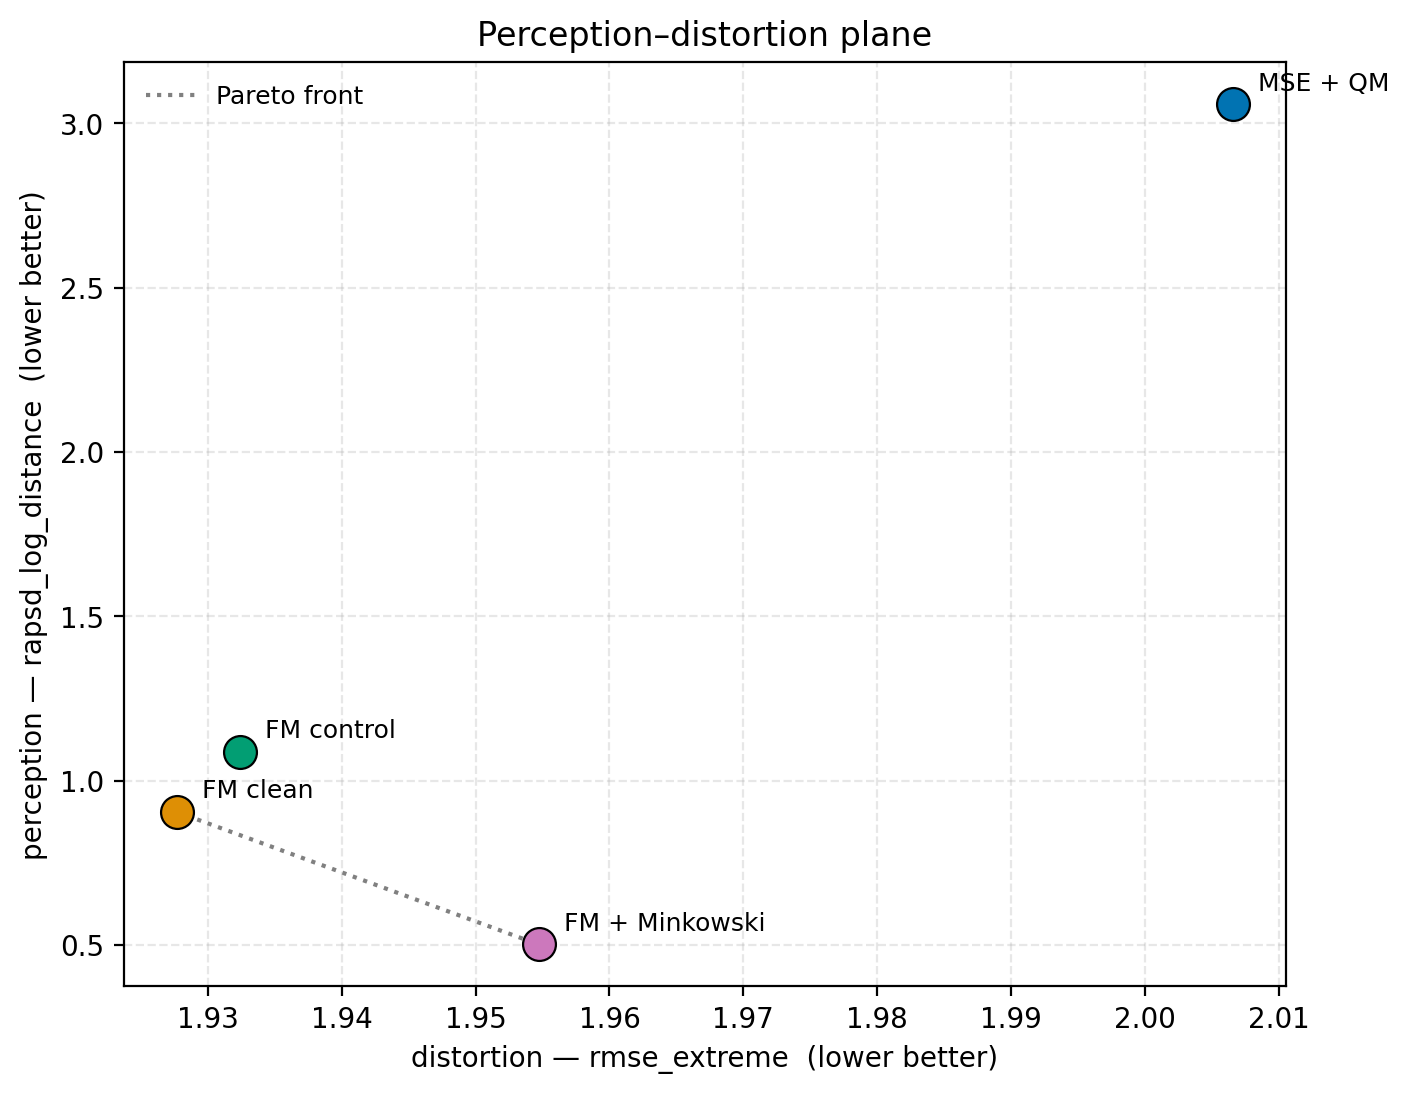 Perception–distortion plane
MSE + QM
Pareto front
3.0
2.5
2.0
1.5
1.0
0.5
perception — rapsd_log_distance  (lower better)
FM control
FM clean
FM + Minkowski
1.93
1.94
1.95
1.96
1.97
1.98
1.99
2.00
2.01
distortion — rmse_extreme  (lower better)